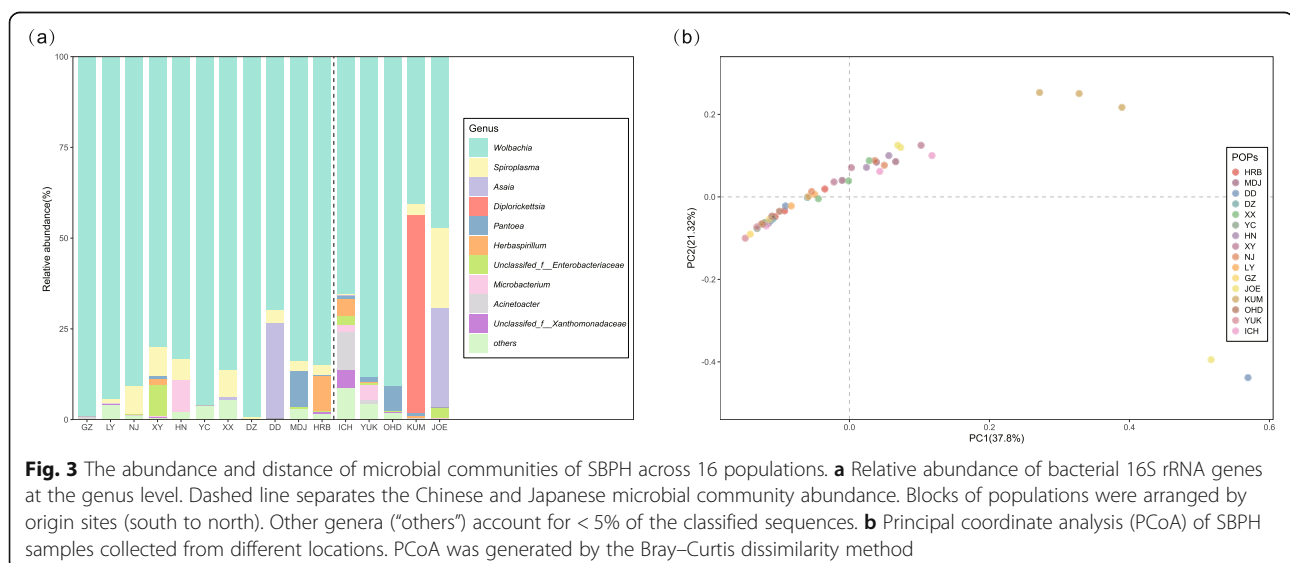 (a)
100
75
50
25
0
Relative abundance(%)
GZ LY NJ XY HN YC XX DZ DD MDJ HRB ICH YUK OHD KUM JOE
Genus
Wolbachia
Spiroplasma
Asaia
Diplorickettsia
Pantoea
Herbaspirillum
Unclassifed_f__Enterobacteriaceae
Microbacterium
Acinetoacter
Unclassifed_f__Xanthomonadaceae
others
(b)
0.2
0.0
-0.2
-0.4
PC2(21.32%)
0.0 0.2 0.4 0.6
PC1(37.8%)
POPs
HRB
MDJ
DD
DZ
XX
YC
HN
XY
NJ
LY
GZ
JOE
KUM
OHD
YUK
ICH
Fig. 3 The abundance and distance of microbial communities of SBPH across 16 populations. a Relative abundance of bacterial 16S rRNA genes
at the genus level. Dashed line separates the Chinese and Japanese microbial community abundance. Blocks of populations were arranged by
origin sites (south to north). Other genera (“others”) account for < 5% of the classified sequences. b Principal coordinate analysis (PCoA) of SBPH
samples collected from different locations. PCoA was generated by the Bray–Curtis dissimilarity method